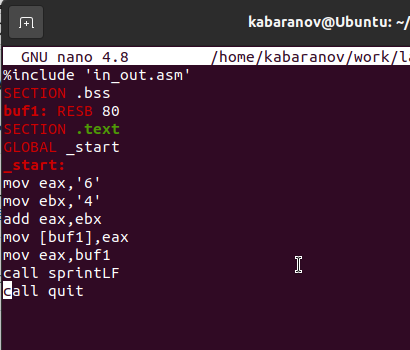 kabaranov@Ubuntu:
GNU nano 4.8 /home/kabaranov/work/
%include 'in_out.asm'
SECTION .bss
buf1: RESB 80
SECTION .text
GLOBAL _start
_start:
mov eax,'6'
mov ebx,'4'
add eax,ebx
mov [buf1],eax
mov eax,buf1
call sprintLF
call quit